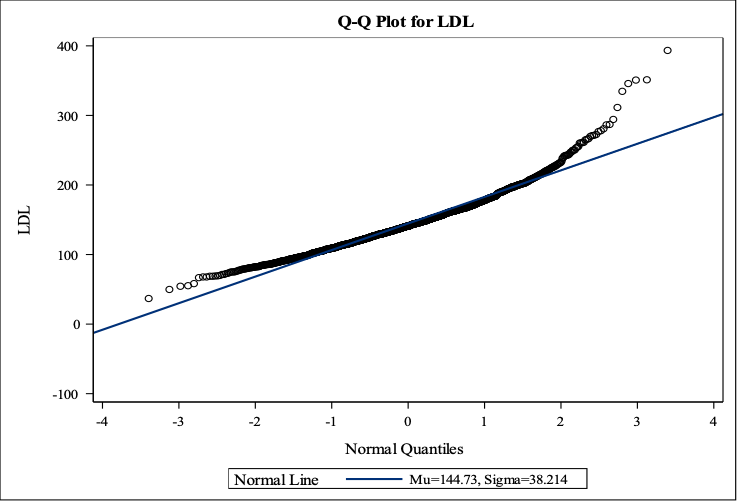 Q-Q Plot for LDL
400
300
200
100
0
-100
LDL
-4 -3 -2 -1 0 1 2 3 4
Normal Quantiles
Normal Line Mu=144.73, Sigma=38.214